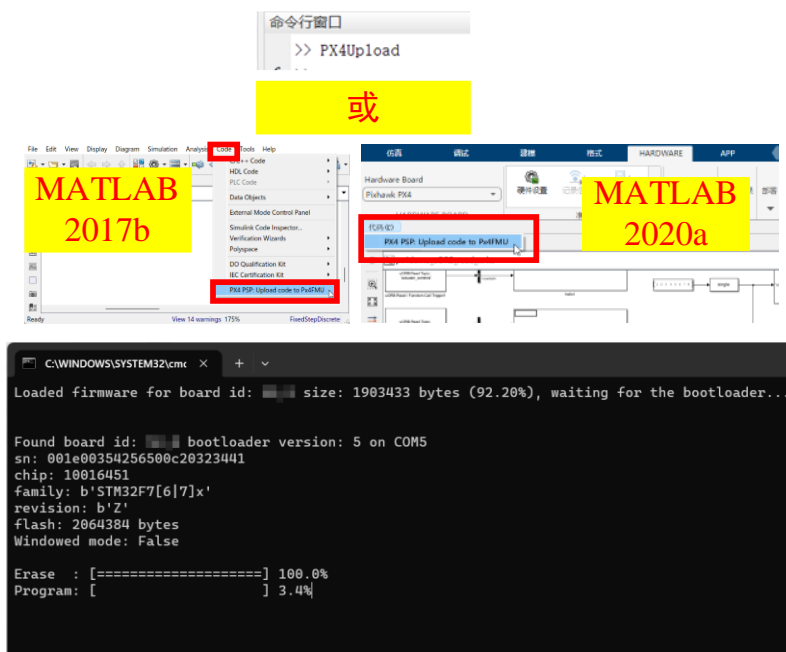 命令行窗口
>> PX4Upload
或
File Edit View Display Diagram Simulation Analysis Code Tools Help
C/C++ Code
HDL Code
PLC Code
Data Objects
External Mode Control Panel
Simulink Code Inspector...
Verification Wizards
Polyspace
DO Qualification Kit
IEC Certification Kit
PX4 PSP: Upload code to Px4FMU
Ready View 14 warnings 175% FixedStepDiscrete
MATLAB
2017b
仿真 调试 建模 格式 HARDWARE APP
Hardware Board
Pixhawk PX4
硬件设置
部署
HARDWARE BOARD
代码(C)
PX4 PSP: Upload code to Px4FMU
MATLAB
2020a
single
C:\WINDOWS\SYSTEM32\cmc × +
Loaded firmware for board id: size: 1903433 bytes (92.20%), waiting for the bootloader...
Found board id: bootloader version: 5 on COM5
sn: 001e00354256500c20323441
chip: 10016451
family: b'STM32F7[6|7]x'
revision: b'Z'
flash: 2064384 bytes
Windowed mode: False
Erase : [====================] 100.0%
Program: [ ] 3.4%